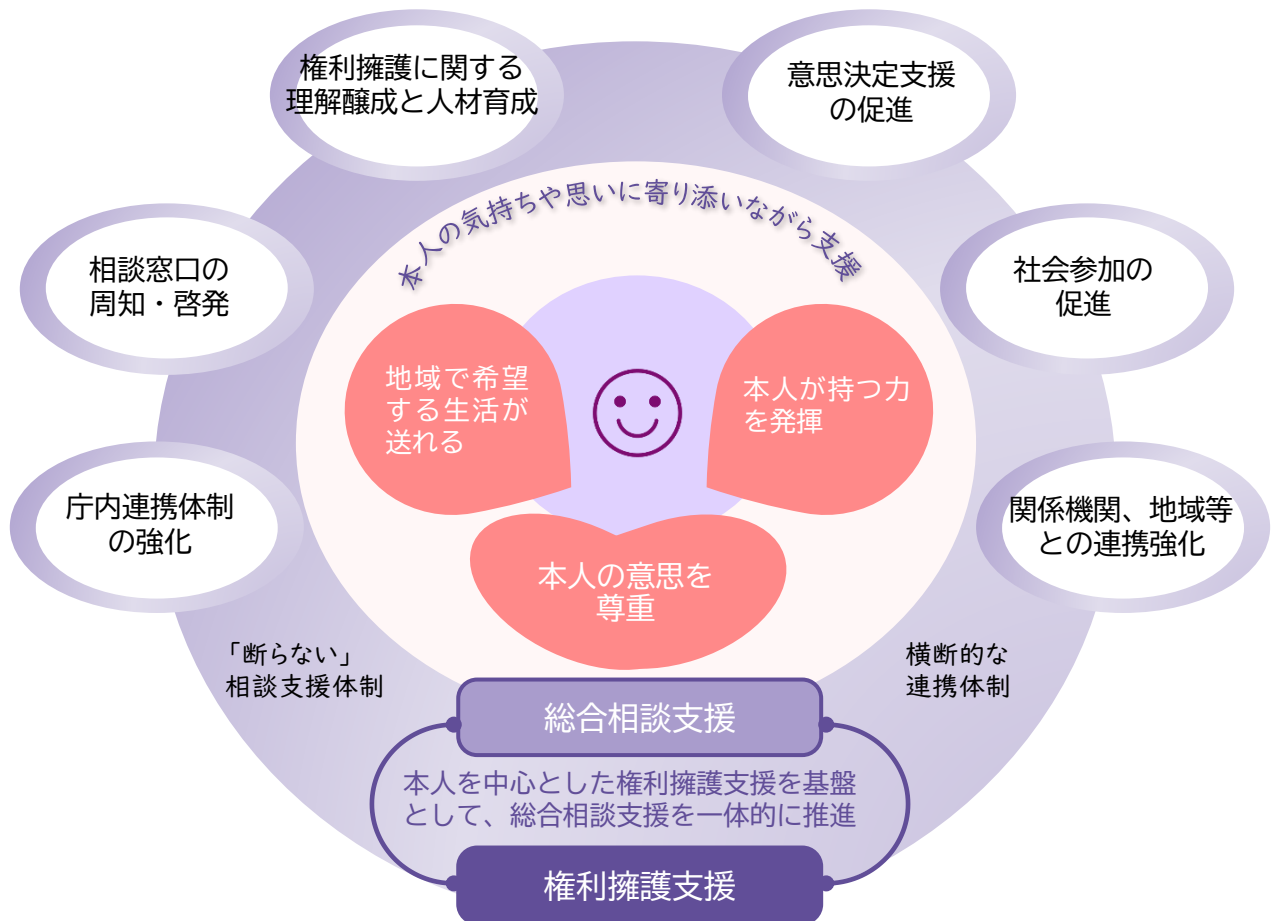 権利擁護に関する
理解醸成と人材育成
意思決定支援
の促進
相談窓口の
周知・啓発
社会参加の
促進
庁内連携体制
の強化
関係機関、地域等
との連携強化
本人の気持ちや思いに寄り添いながら支援
地域で希望
する生活が
送れる
本人が持つ力
を発揮
本人の意思を
尊重
「断らない」
相談支援体制
横断的な
連携体制
総合相談支援
本人を中心とした権利擁護支援を基盤
として、総合相談支援を一体的に推進
権利擁護支援